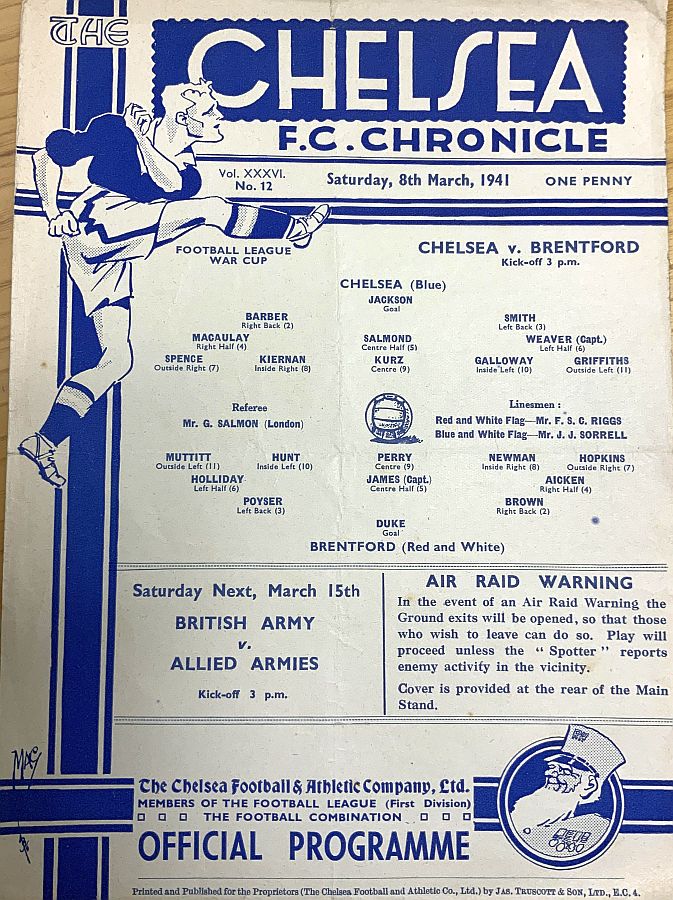 THE
CHELSEA
F.C. CHRONICLE
Vol. XXXVI.
No. 12
Saturday, 8th March, 1941
ONE PENNY
FOOTBALL LEAGUE
WAR CUP
CHELSEA v. BRENTFORD
Kick-off 3 p.m.
CHELSEA (Blue)
JACKSON
Goal
BARBER
Right Back (2)
SMITH
Left Back (3)
MACAULAY
Right Half (4)
SALMOND
Centre Half (5)
WEAVER (Capt.)
Left Half (6)
SPENCE
Outside Right (7)
KIERNAN
Inside Right (8)
KURZ
Centre (9)
GALLOWAY
Inside Left (10)
GRIFFITHS
Outside Left (11)
Referee
Mr. G. SALMON (London)
Linesmen :
Red and White Flag—Mr. F. S. C. RIGGS
Blue and White Flag—Mr. J. J. SORRELL
MUTTITT
Outside Left (11)
HUNT
Inside Left (10)
PERRY
Centre (9)
NEWMAN
Inside Right (8)
HOPKINS
Outside Right (7)
HOLLIDAY
Left Half (6)
JAMES (Capt.)
Centre Half (5)
AICKEN
Right Half (4)
POYSER
Left Back (3)
BROWN
Right Back (2)
DUKE
Goal
BRENTFORD (Red and White)
Saturday Next, March 15th
BRITISH ARMY
v.
ALLIED ARMIES
Kick-off 3 p.m.
AIR RAID WARNING
In the event of an Air Raid Warning the
Ground exits will be opened, so that those
who wish to leave can do so. Play will
proceed unless the "Spotter" reports
enemy activity in the vicinity.
Cover is provided at the rear of the Main
Stand.
MAC
The Chelsea Football & Athletic Company, Ltd.
MEMBERS OF THE FOOTBALL LEAGUE (First Division)
THE FOOTBALL COMBINATION
OFFICIAL PROGRAMME
Printed and Published for the Proprietors (The Chelsea Football and Athletic Co., Ltd.) by JAS. TRUSCOTT & SON, LTD., E.C. 4.